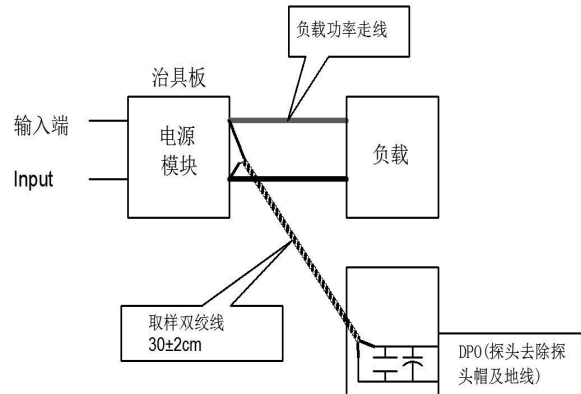 负载功率走线
治具板
输入端
Input
电源
模块
负载
取样双绞线
30±2cm
DPO(探头去除探
头帽及地线)